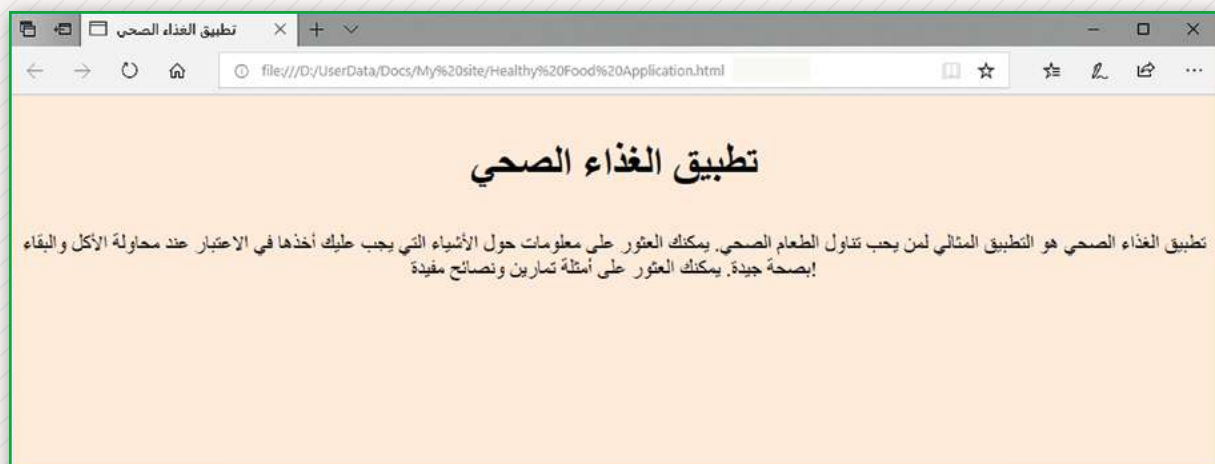 تطبيق الغذاء الصحي
file:///D:/UserData/Docs/My%20site/Healthy%20Food%20Application.html
تطبيق الغذاء الصحي
تطبيق الغذاء الصحي هو التطبيق المثالي لمن يحب تناول الطعام الصحي. يمكنك العثور على معلومات حول الأشياء التي يجب عليك أخذها في الاعتبار عند محاولة الأكل والبقاء
!بصحة جيدة. يمكنك العثور على أمثلة تمارين ونصائح مفيدة